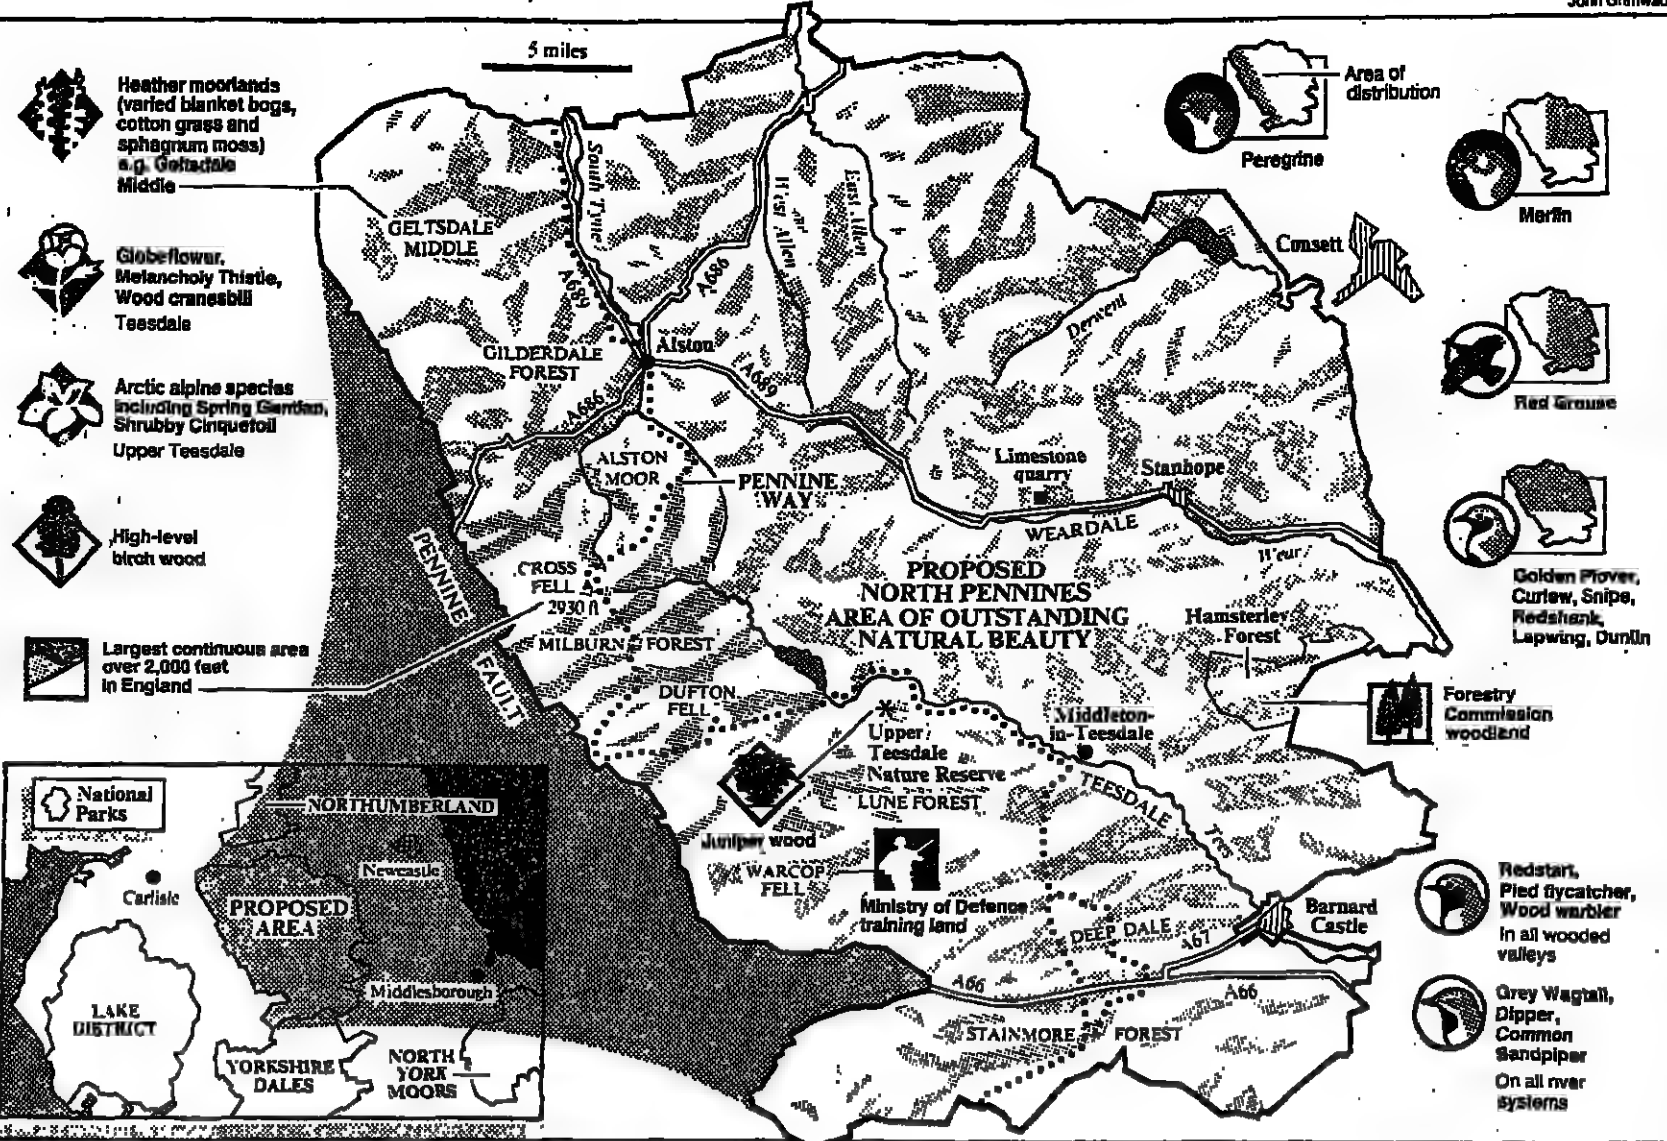 5 miles
Heather moorlands
(varied blanket bogs,
cotton grass and
sphagnum moss)
e.g. Geltsdale
Middle
Globeflower,
Melancholy Thistle,
Wood cranesbill
Teesdale
Arctic alpine species
including Spring Gentian,
Shrubby Cinquefoil
Upper Teesdale
High-level
birch wood
Largest continuous area
over 2,000 feet
in England
GELTSDALE
MIDDLE
South Tyne
West Allen
East Allen
A689
A686
Alston
GILDERDALE
FOREST
A686
A689
Derwent
Consett
ALSTON
MOOR
PENNINE
WAY
Limestone
quarry
Stanhope
WEARDALE
Wear
PENNINE FAULT
CROSS
FELL
2930 ft
MILBURN FOREST
PROPOSED
NORTH PENNINES
AREA OF OUTSTANDING
NATURAL BEAUTY
Hamsterley
Forest
DUFTON
FELL
Upper
Teesdale
Nature Reserve
Middleton-
in-Teesdale
TEESDALE
Tees
LUNE FOREST
Juniper wood
WARCOP
FELL
Ministry of Defence
training land
DEEP DALE
A67
Barnard
Castle
A66
A66
STAINMORE FOREST
Area of
distribution
Peregrine
Merlin
Red Grouse
Golden Plover,
Curlew, Snipe,
Redshank,
Lapwing, Dunlin
Forestry
Commission
woodland
Redstart,
Pied flycatcher,
Wood warbler
In all wooded
valleys
Grey Wagtail,
Dipper,
Common
Sandpiper
On all river
systems
National
Parks
NORTHUMBERLAND
Newcastle
Carlisle
PROPOSED
AREA
Middlesborough
LAKE
DISTRICT
YORKSHIRE
DALES
NORTH
YORK
MOORS